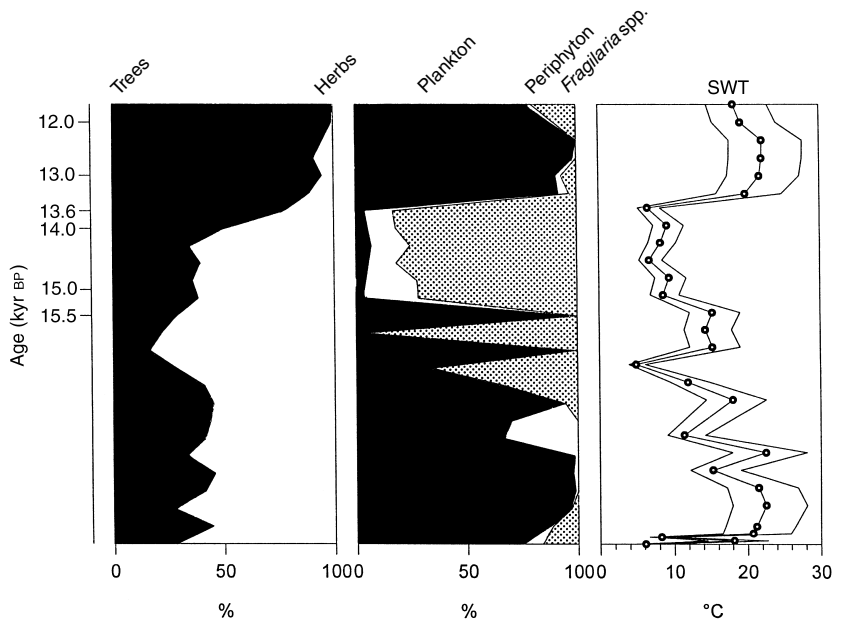 Trees
Herbs
Plankton
Periphyton
Fragilaria spp.
SWT
12.0
13.0
13.6
14.0
15.0
15.5
Age (kyr BP)
0 50 100
0 50 100
0 10 20 30
% % °C